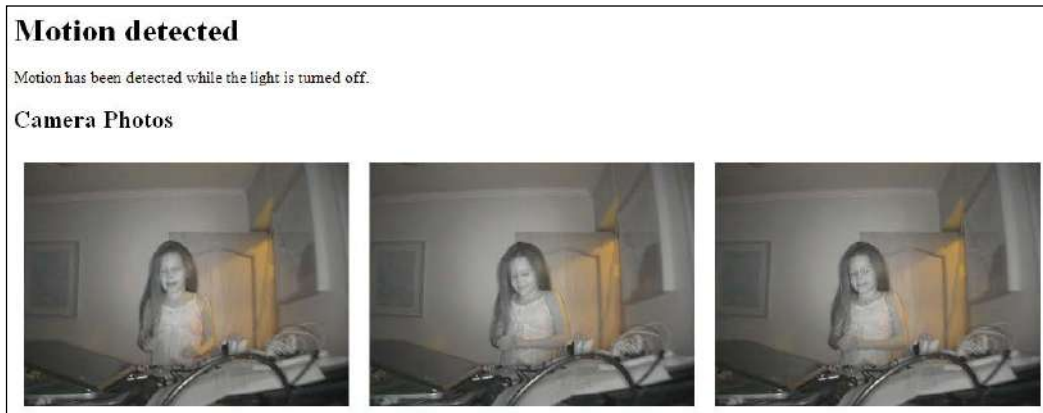 Motion detected
Motion has been detected while the light is turned off.
Camera Photos